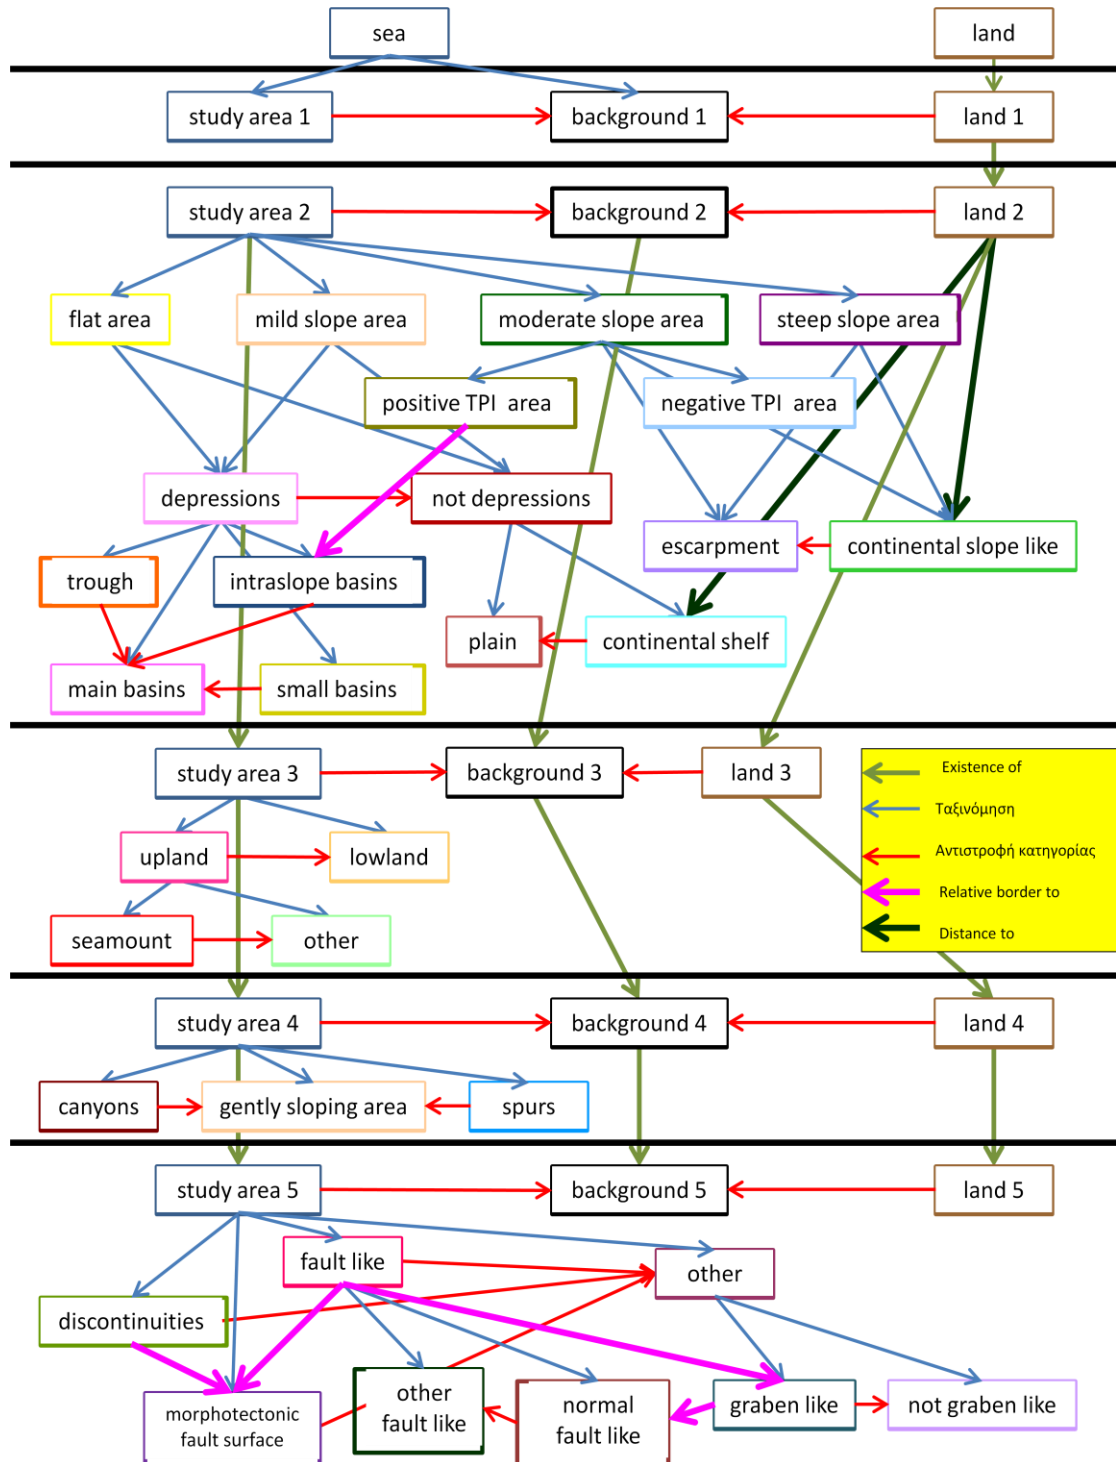 sea
land
study area 1
background 1
land 1
study area 2
background 2
land 2
flat area
mild slope area
moderate slope area
steep slope area
positive TPI area
negative TPI area
depressions
not depressions
escarpment
continental slope like
trough
intraslope basins
plain
continental shelf
main basins
small basins
study area 3
background 3
land 3
Existence of
Ταξινόμηση
Αντιστροφή κατηγορίας
Relative border to
Distance to
upland
lowland
seamount
other
study area 4
background 4
land 4
canyons
gently sloping area
spurs
study area 5
background 5
land 5
fault like
other
discontinuities
morphotectonic
fault surface
other
fault like
normal
fault like
graben like
not graben like